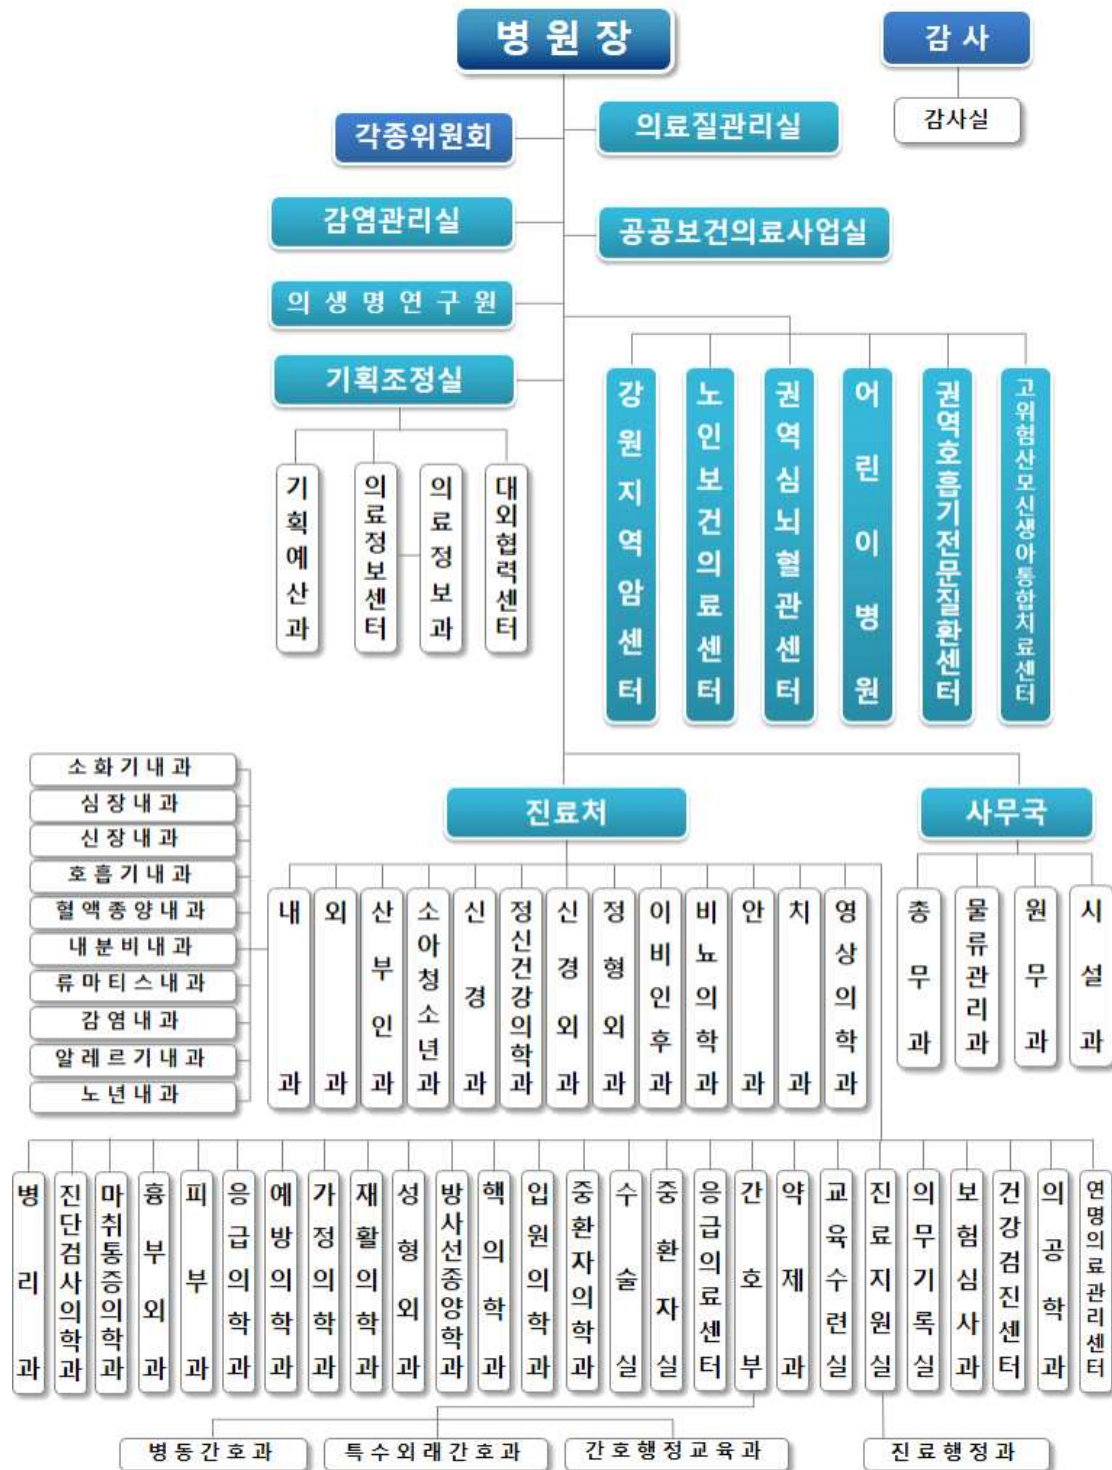 병원장
감사
감사실
각종위원회
의료질관리실
감염관리실
공공보건의료사업실
의생명연구원
기획조정실
기획예산과
의료정보센터
의료정보과
대외협력센터
강원지역암센터
노인보건의료센터
권역심뇌혈관센터
어린이병원
권역호흡기전문질환센터
고위험산모신생아통합치료센터
진료처
사무국
소화기내과
심장내과
신장내과
호흡기내과
혈액종양내과
내분비내과
류마티스내과
감염내과
알레르기내과
노년내과
내과
외과
산부인과
소아청소년과
신경과
정신건강의학과
신경외과
정형외과
이비인후과
비뇨의학과
안과
치과
영상의학과
총무과
물류관리과
원무과
시설과
병리과
진단검사의학과
마취통증의학과
흉부외과
피부과
응급의학과
예방의학과
가정의학과
재활의학과
성형외과
방사선종양학과
핵의학과
입원의학과
중환자의학과
수술실
중환자실
응급의료센터
간호부
약제과
교육수련실
진료지원실
의무기록실
보험심사과
건강검진센터
의공학과
연명의료관리센터
병동간호과
특수외래간호과
간호행정교육과
진료행정과